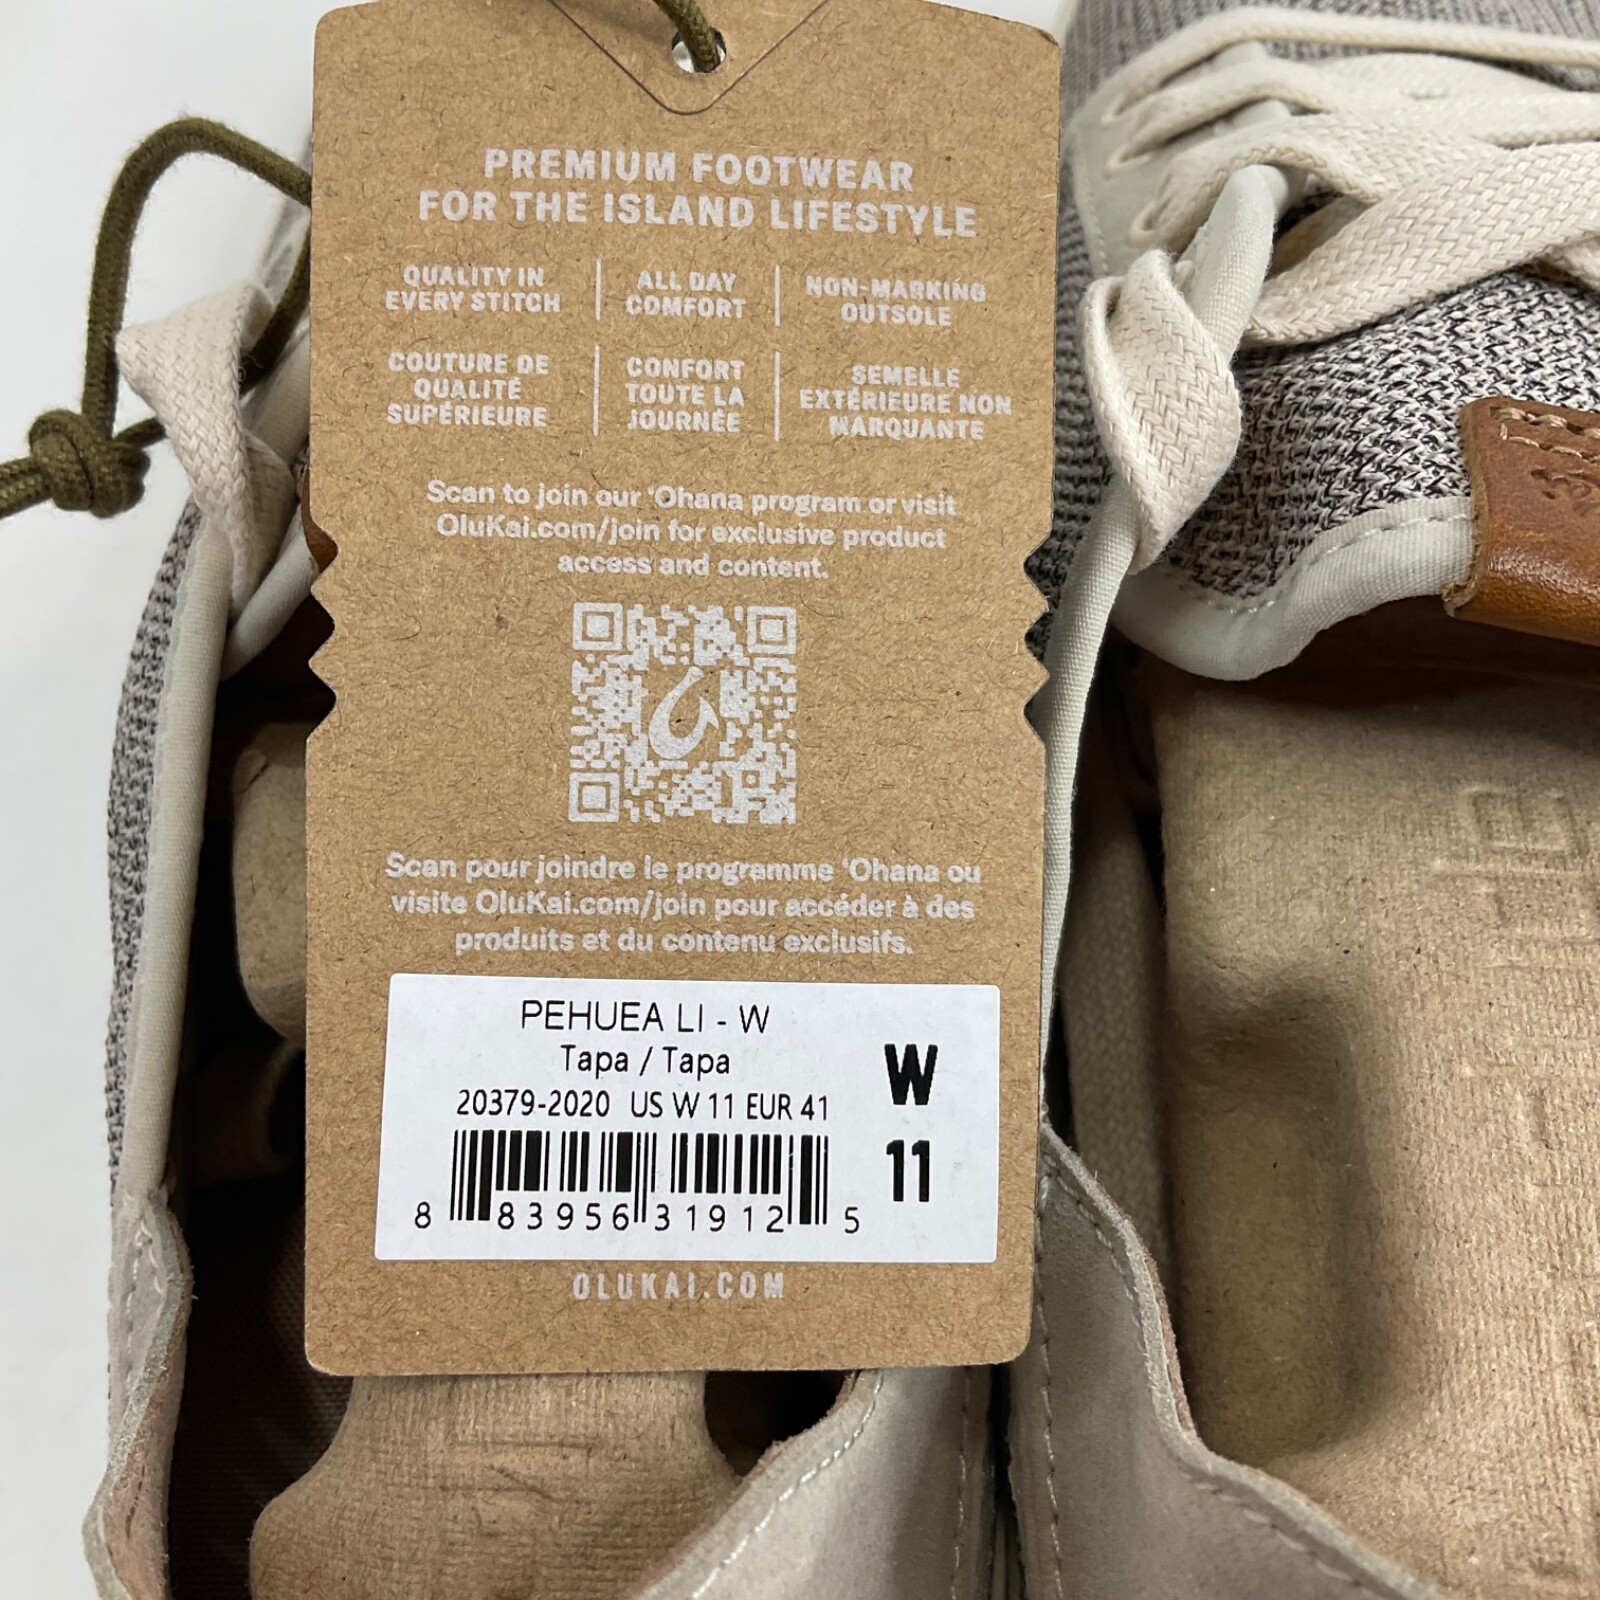 PREMIUM FOOTWEAR
FOR THE ISLAND LIFESTYLE
QUALITY IN
EVERY STITCH
ALL DAY
COMFORT
NON-MARKING
OUTSOLE
COUTURE DE
QUALITÉ
SUPÉRIEURE
CONFORT
TOUTE LA
JOURNÉE
SEMELLE
EXTÉRIEURE NON
MARQUANTE
Scan to join our ‘Ohana program or visit
OluKai.com/join for exclusive product
access and content.
Scan pour joindre le programme ‘Ohana ou
visite OluKai.com/join pour accéder à des
produits et du contenu exclusifs.
PEHUEA LI - W
Tapa / Tapa
20379-2020 US W 11 EUR 41
W
11
8 83956 31912 5
OLUKAI.COM